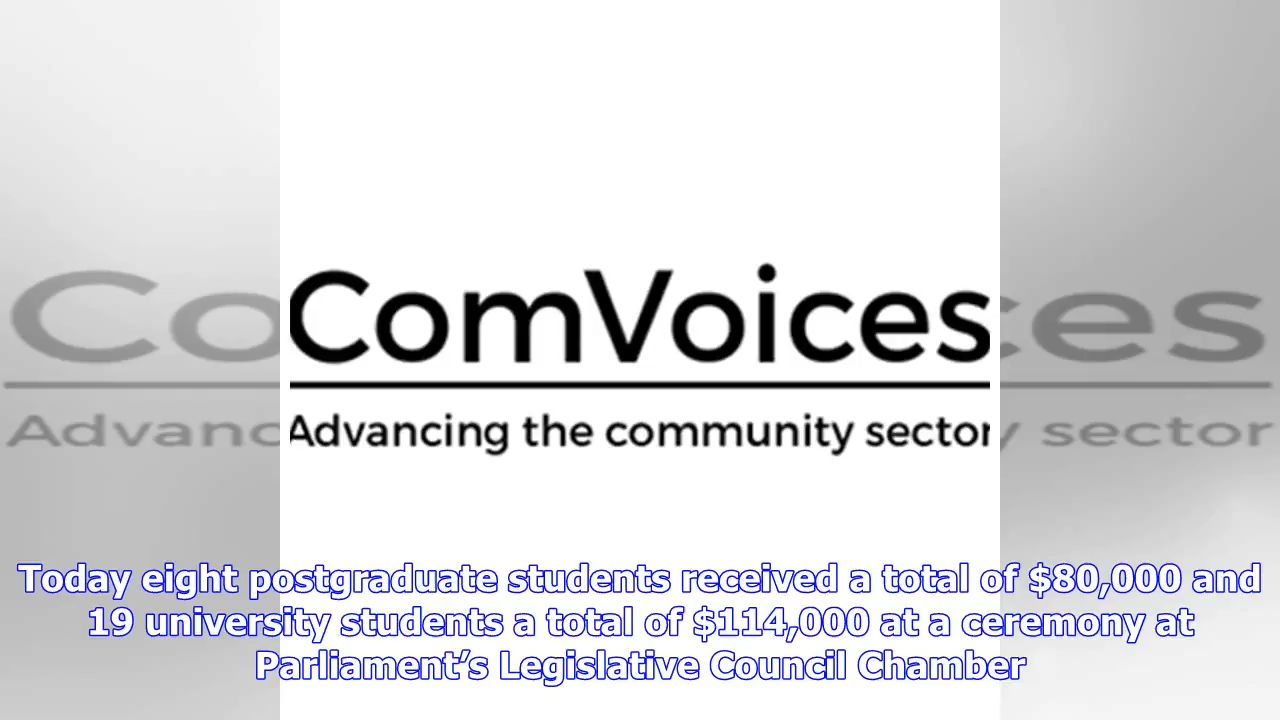 ComVoices
Advancing the community sector
Today eight postgraduate students received a total of $80,000 and
19 university students a total of $114,000 at a ceremony at
Parliament’s Legislative Council Chamber